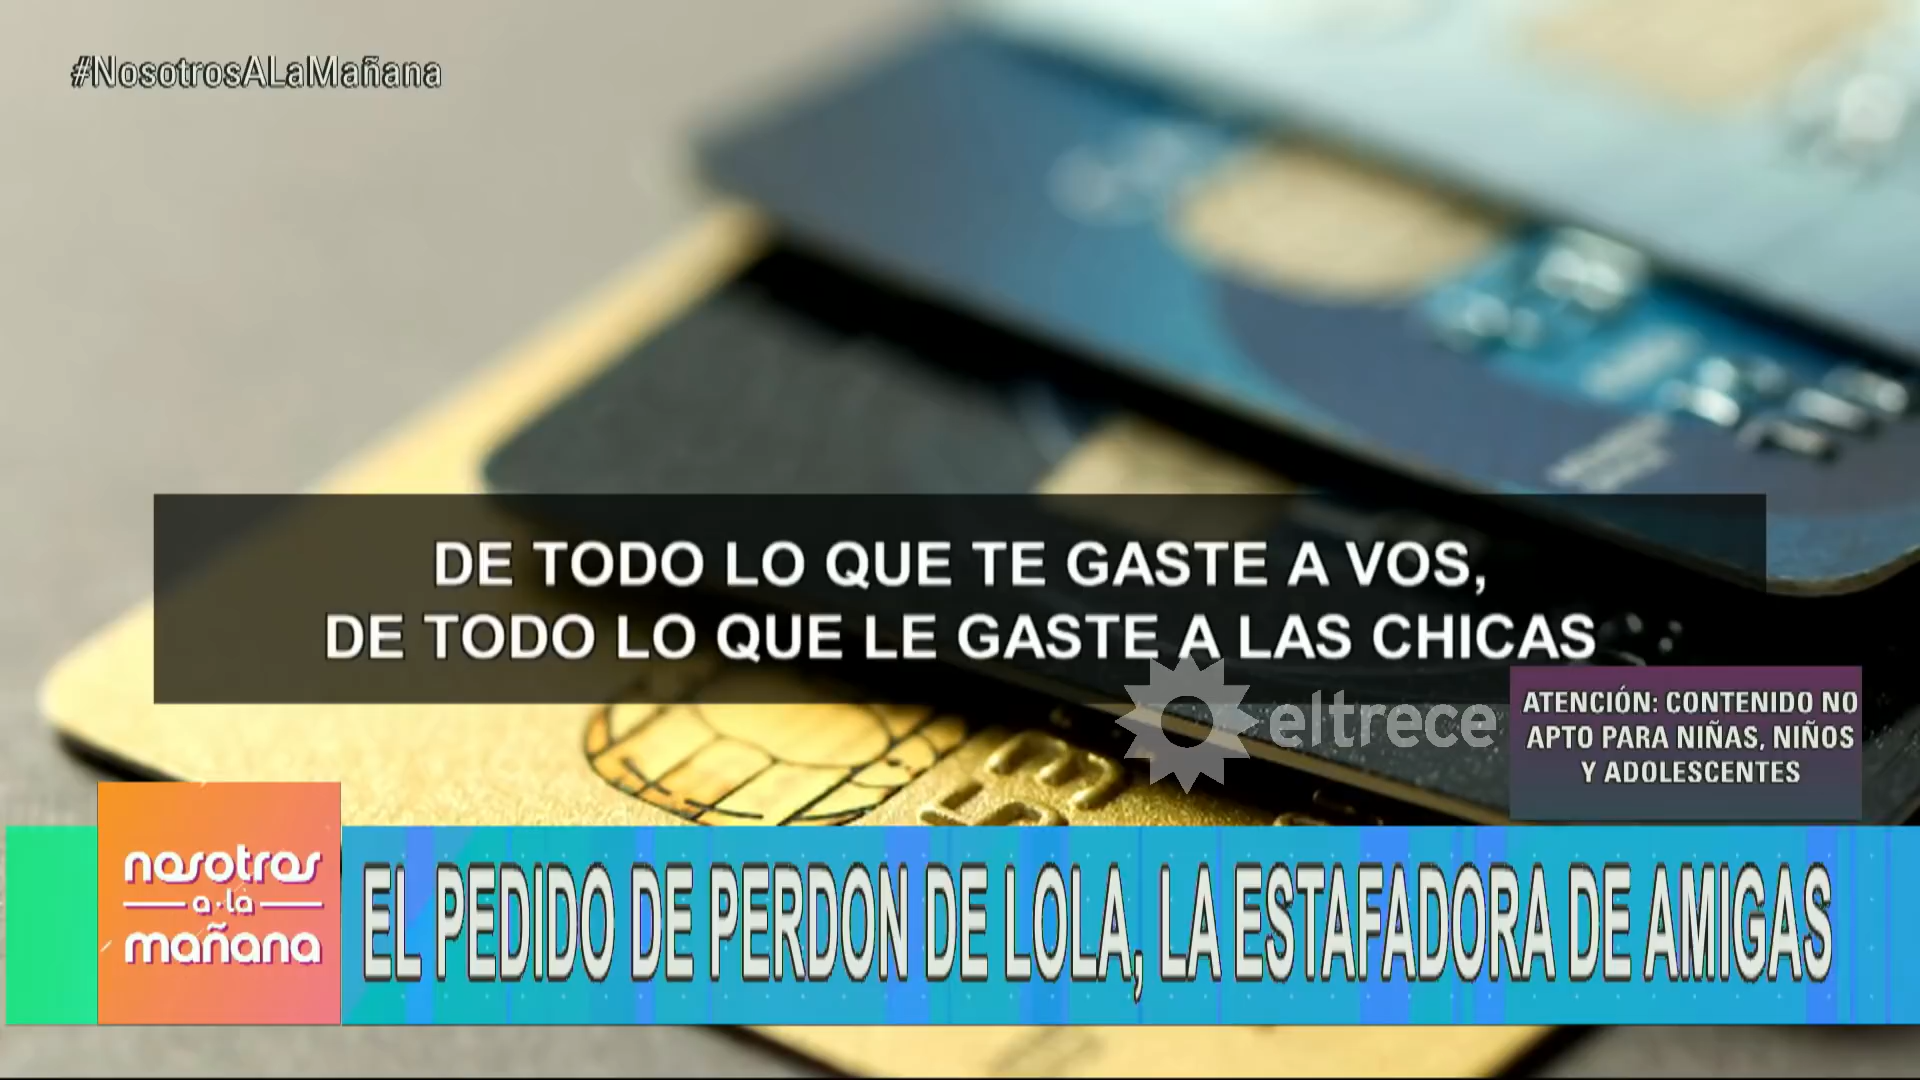 #NosotrosALaMañana
DE TODO LO QUE TE GASTE A VOS,
DE TODO LO QUE LE GASTE A LAS CHICAS
eltrece
ATENCIÓN: CONTENIDO NO
APTO PARA NIÑAS, NIÑOS
Y ADOLESCENTES
nosotros
a·la
mañana
EL PEDIDO DE PERDON DE LOLA, LA ESTAFADORA DE AMIGAS